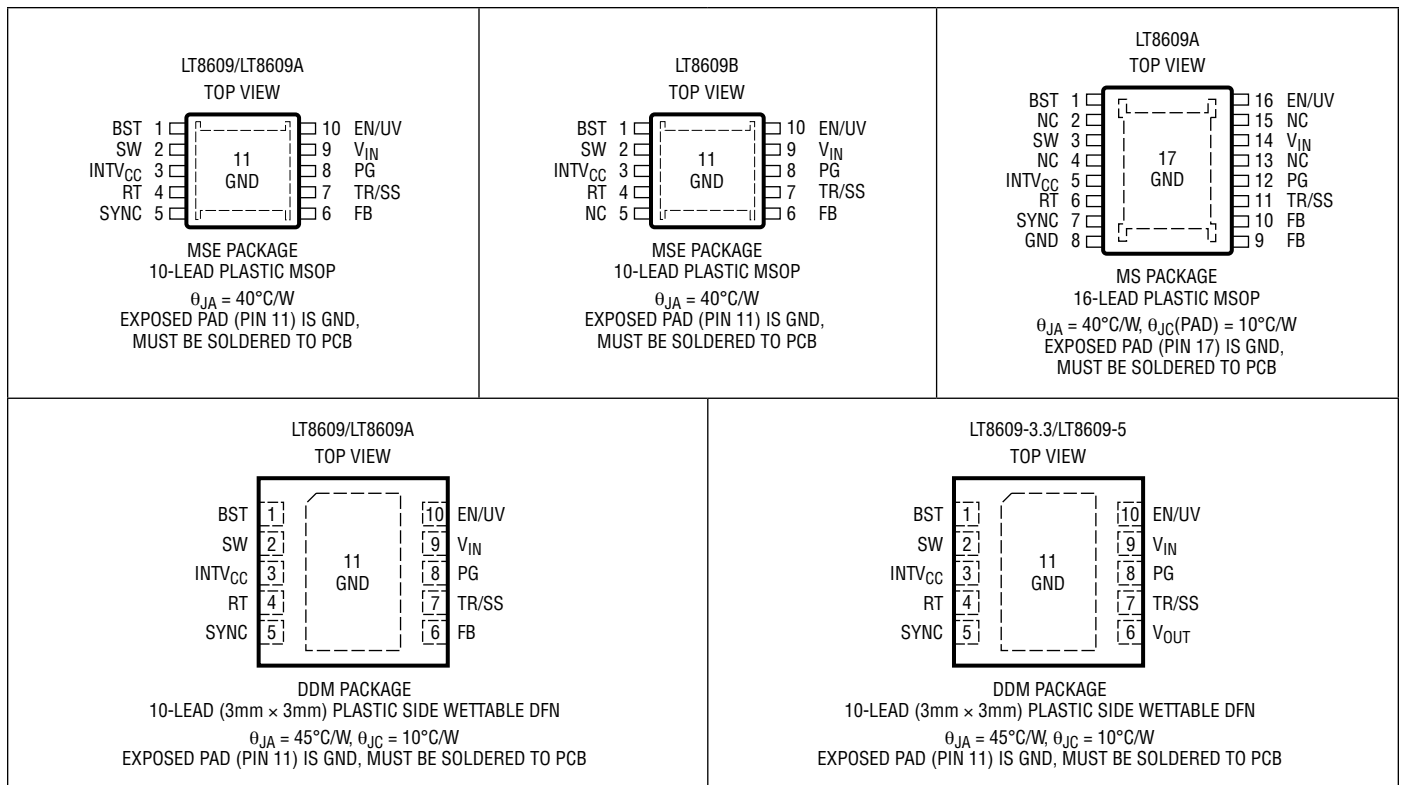 LT8609/LT8609A
TOP VIEW
BST 1 10 EN/UV
SW 2 9 VIN
INTVCC 3 11 8 PG
RT 4 GND 7 TR/SS
SYNC 5 6 FB
MSE PACKAGE
10-LEAD PLASTIC MSOP
θJA = 40°C/W
EXPOSED PAD (PIN 11) IS GND,
MUST BE SOLDERED TO PCB
LT8609B
TOP VIEW
BST 1 10 EN/UV
SW 2 9 VIN
INTVCC 3 11 8 PG
RT 4 GND 7 TR/SS
NC 5 6 FB
MSE PACKAGE
10-LEAD PLASTIC MSOP
θJA = 40°C/W
EXPOSED PAD (PIN 11) IS GND,
MUST BE SOLDERED TO PCB
LT8609A
TOP VIEW
BST 1 16 EN/UV
NC 2 15 NC
SW 3 14 VIN
NC 4 17 13 NC
INTVCC 5 GND 12 PG
RT 6 11 TR/SS
SYNC 7 10 FB
GND 8 9 FB
MS PACKAGE
16-LEAD PLASTIC MSOP
θJA = 40°C/W, θJC(PAD) = 10°C/W
EXPOSED PAD (PIN 17) IS GND,
MUST BE SOLDERED TO PCB
LT8609/LT8609A
TOP VIEW
BST 1 10 EN/UV
SW 2 9 VIN
INTVCC 3 11 8 PG
RT 4 GND 7 TR/SS
SYNC 5 6 FB
DDM PACKAGE
10-LEAD (3mm × 3mm) PLASTIC SIDE WETTABLE DFN
θJA = 45°C/W, θJC = 10°C/W
EXPOSED PAD (PIN 11) IS GND, MUST BE SOLDERED TO PCB
LT8609-3.3/LT8609-5
TOP VIEW
BST 1 10 EN/UV
SW 2 9 VIN
INTVCC 3 11 8 PG
RT 4 GND 7 TR/SS
SYNC 5 6 VOUT
DDM PACKAGE
10-LEAD (3mm × 3mm) PLASTIC SIDE WETTABLE DFN
θJA = 45°C/W, θJC = 10°C/W
EXPOSED PAD (PIN 11) IS GND, MUST BE SOLDERED TO PCB